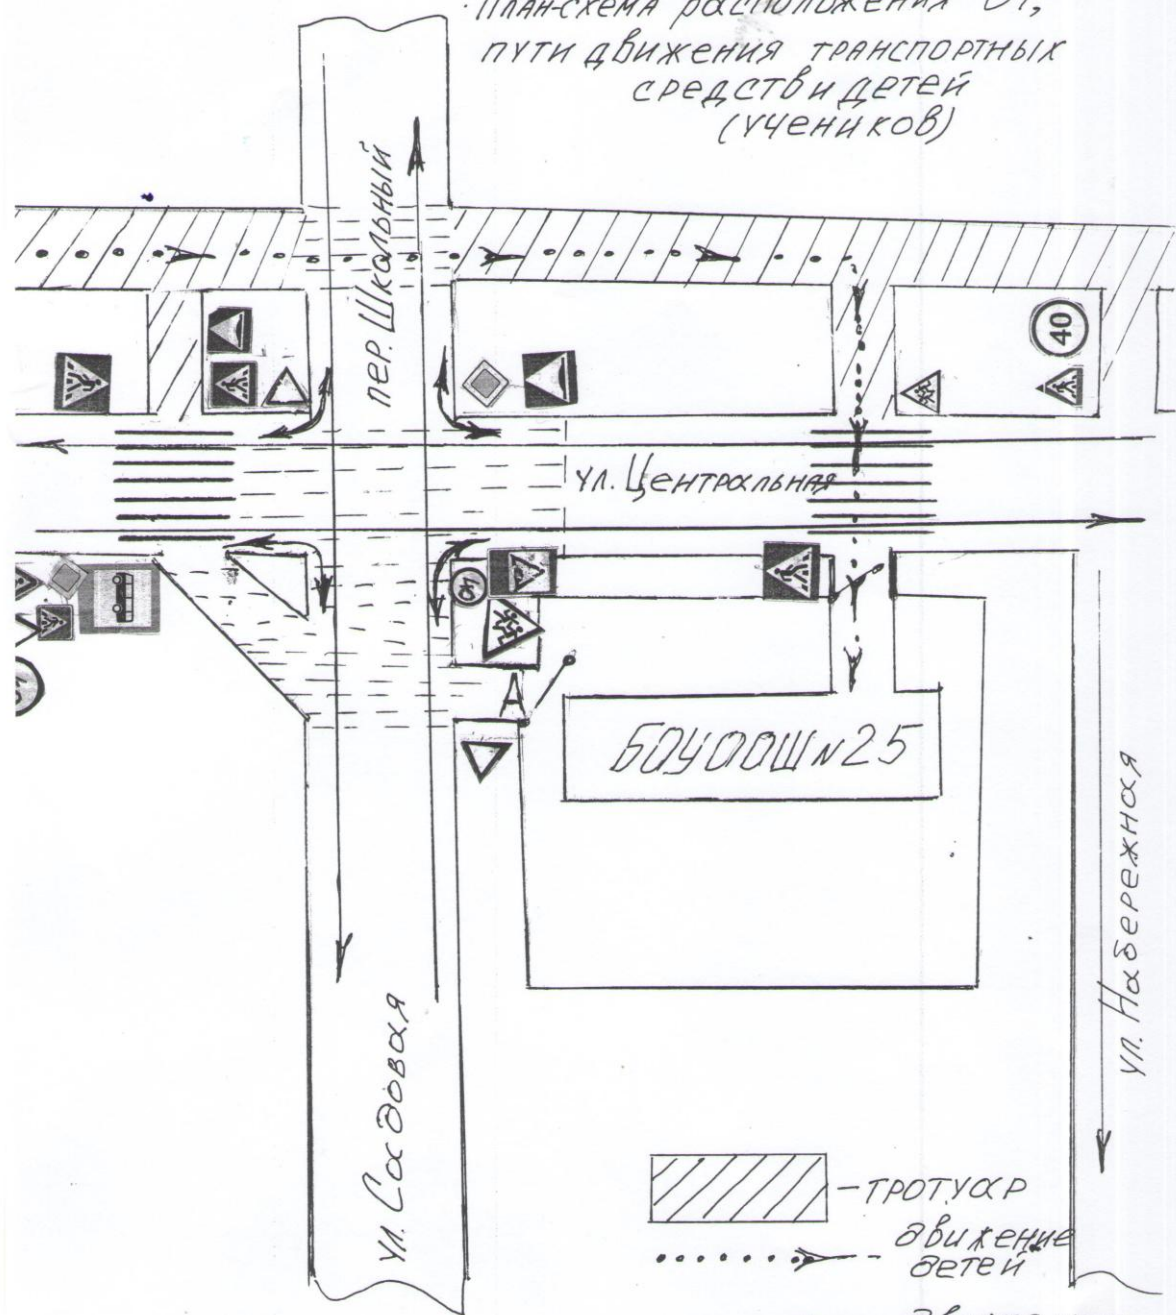 План-схема расположения
пути движения транспортных
средств и детей
(учеников)
пер. Школьный
40
ул. Центральная
40
А
БОУООШ №25
ул. Набережная
ул. Садовая
- тротуар
движение
детей